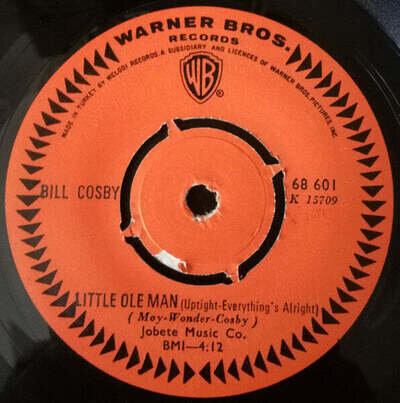 WARNER BROS.
RECORDS
MADE IN TURKEY BY MELODI RECORDS. A SUBSIDIARY AND LICENCES OF WARNER BROS. PICTURES, INC.
WB
BILL COSBY
68 601
K 15709
LITTLE OLE MAN (Uptight-Everything's Alright)
( Moy-Wonder-Cosby )
Jobete Music Co.
BMI—4:12